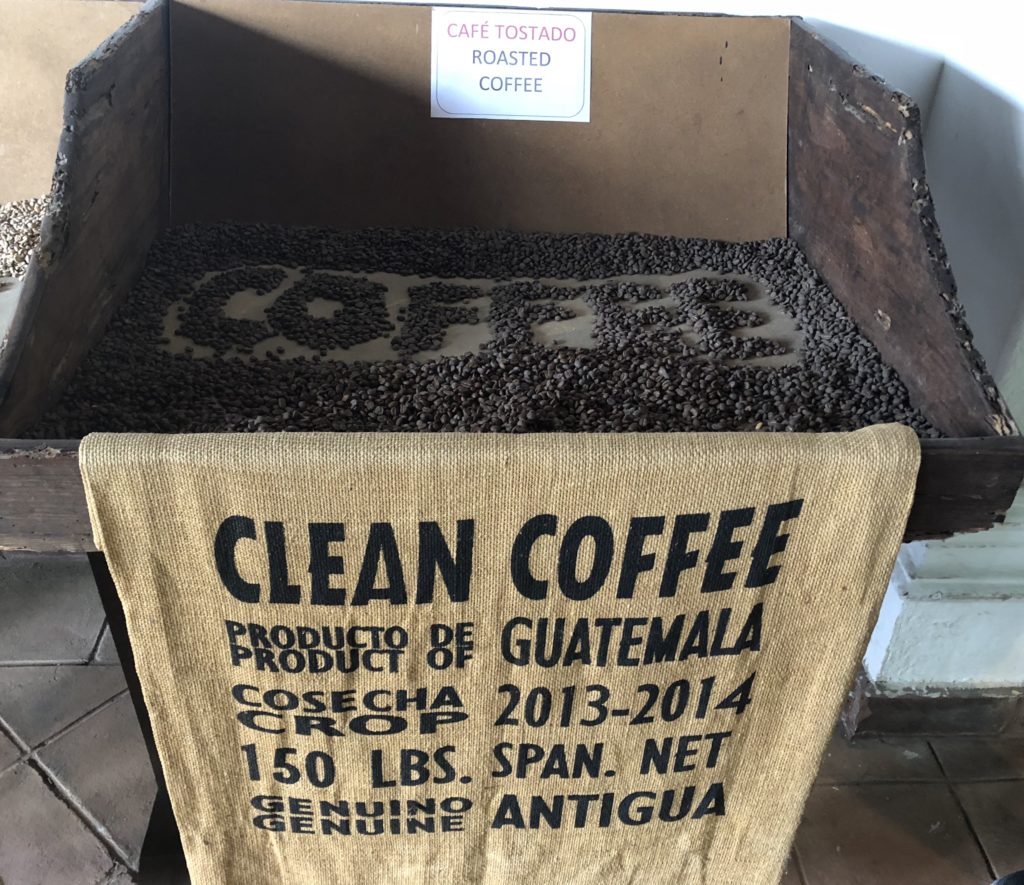 CAFÉ TOSTADO
ROASTED
COFFEE
COFFEE
CLEAN COFFEE
PRODUCTO DE
PRODUCT OF GUATEMALA
COSECHA
CROP 2013-2014
150 LBS. SPAN. NET
GENUINO
GENUINE ANTIGUA